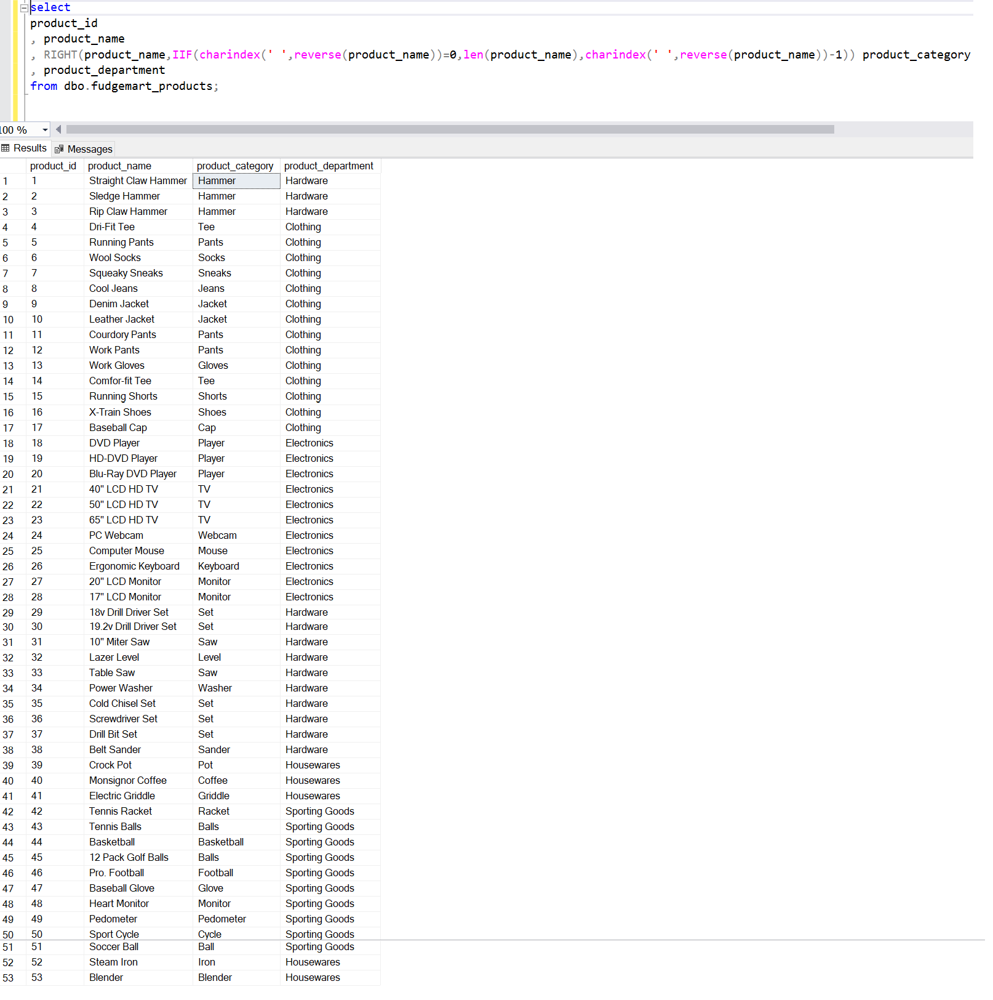 select
product_id
, product_name
, RIGHT(product_name,IIF(charindex(' ',reverse(product_name))=0,len(product_name),charindex(' ',reverse(product_name))-1)) product_category
, product_department
from dbo.fudgemart_products;
100 %
Results Messages
product_id product_name product_category product_department
1 1 Straight Claw Hammer Hammer Hardware
2 2 Sledge Hammer Hammer Hardware
3 3 Rip Claw Hammer Hammer Hardware
4 4 Dri-Fit Tee Tee Clothing
5 5 Running Pants Pants Clothing
6 6 Wool Socks Socks Clothing
7 7 Squeaky Sneaks Sneaks Clothing
8 8 Cool Jeans Jeans Clothing
9 9 Denim Jacket Jacket Clothing
10 10 Leather Jacket Jacket Clothing
11 11 Courdory Pants Pants Clothing
12 12 Work Pants Pants Clothing
13 13 Work Gloves Gloves Clothing
14 14 Comfor-fit Tee Tee Clothing
15 15 Running Shorts Shorts Clothing
16 16 X-Train Shoes Shoes Clothing
17 17 Baseball Cap Cap Clothing
18 18 DVD Player Player Electronics
19 19 HD-DVD Player Player Electronics
20 20 Blu-Ray DVD Player Player Electronics
21 21 40" LCD HD TV TV Electronics
22 22 50" LCD HD TV TV Electronics
23 23 65" LCD HD TV TV Electronics
24 24 PC Webcam Webcam Electronics
25 25 Computer Mouse Mouse Electronics
26 26 Ergonomic Keyboard Keyboard Electronics
27 27 20" LCD Monitor Monitor Electronics
28 28 17" LCD Monitor Monitor Electronics
29 29 18v Drill Driver Set Set Hardware
30 30 19.2v Drill Driver Set Set Hardware
31 31 10" Miter Saw Saw Hardware
32 32 Lazer Level Level Hardware
33 33 Table Saw Saw Hardware
34 34 Power Washer Washer Hardware
35 35 Cold Chisel Set Set Hardware
36 36 Screwdriver Set Set Hardware
37 37 Drill Bit Set Set Hardware
38 38 Belt Sander Sander Hardware
39 39 Crock Pot Pot Housewares
40 40 Monsignor Coffee Coffee Housewares
41 41 Electric Griddle Griddle Housewares
42 42 Tennis Racket Racket Sporting Goods
43 43 Tennis Balls Balls Sporting Goods
44 44 Basketball Basketball Sporting Goods
45 45 12 Pack Golf Balls Balls Sporting Goods
46 46 Pro. Football Football Sporting Goods
47 47 Baseball Glove Glove Sporting Goods
48 48 Heart Monitor Monitor Sporting Goods
49 49 Pedometer Pedometer Sporting Goods
50 50 Sport Cycle Cycle Sporting Goods
51 51 Soccer Ball Ball Sporting Goods
52 52 Steam Iron Iron Housewares
53 53 Blender Blender Housewares